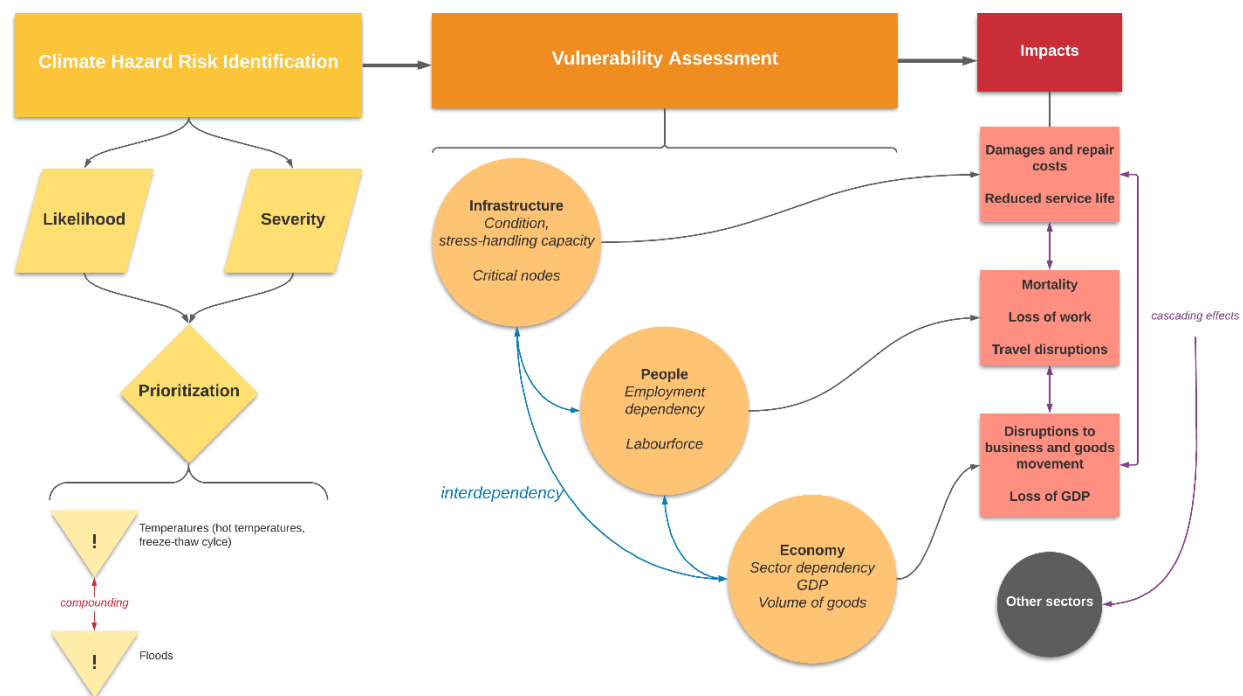 Climate Hazard Risk Identification
Vulnerability Assessment
Impacts
Likelihood
Severity
Prioritization
!
Temperatures (hot temperatures,
freeze-thaw cylce)
compounding
!
Floods
Infrastructure
Condition,
stress-handling capacity
Critical nodes
People
Employment
dependency
Labourforce
interdependency
Economy
Sector dependency
GDP
Volume of goods
Damages and repair
costs
Reduced service life
Mortality
Loss of work
Travel disruptions
cascading effects
Disruptions to
business and goods
movement
Loss of GDP
Other sectors